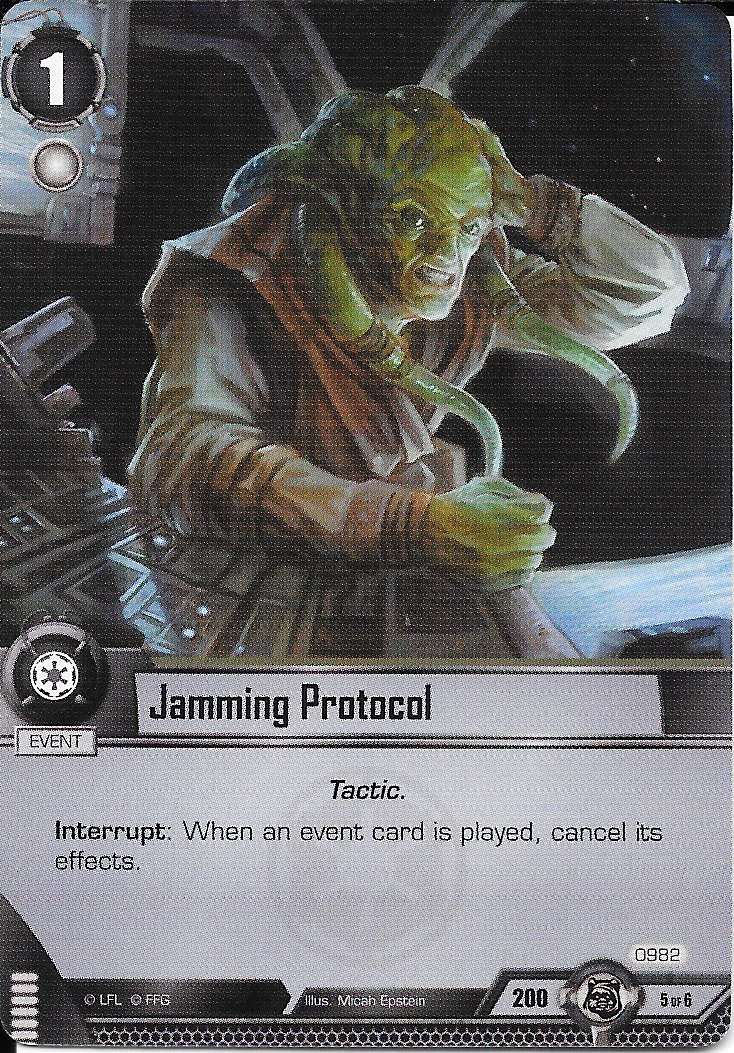 1
Jamming Protocol
EVENT
Tactic.
Interrupt: When an event card is played, cancel its
effects.
0982
© LFL © FFG
Illus. Micah Epstein
200
5 OF 6